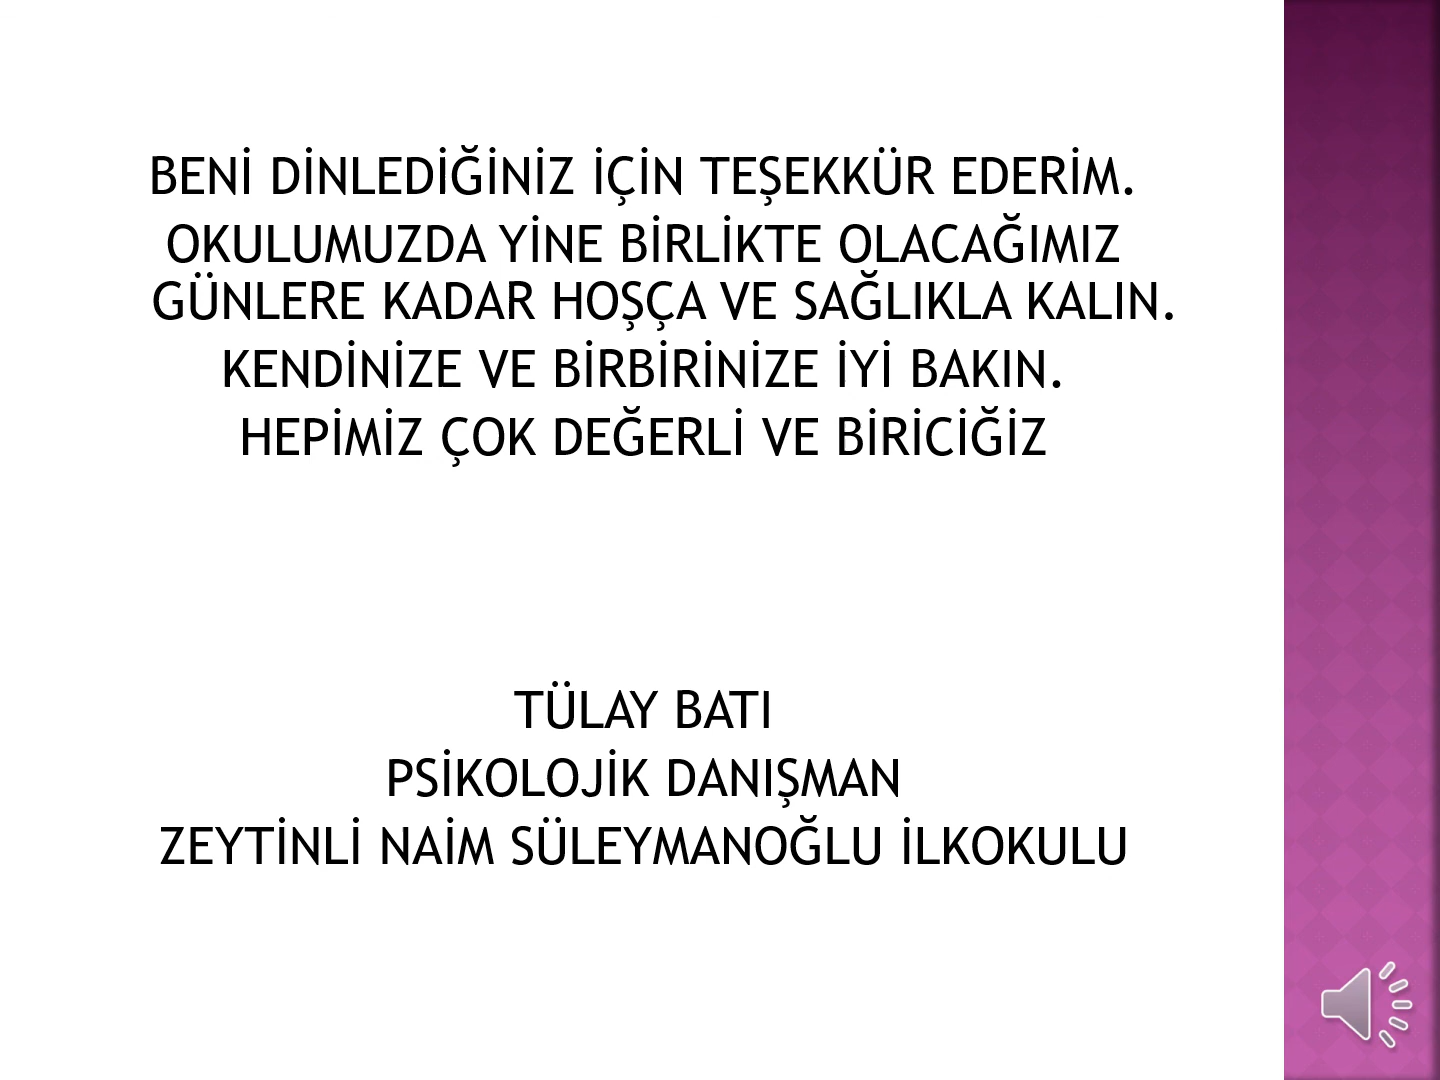 BENİ DİNLEDİĞİNİZ İÇİN TEŞEKKÜR EDERİM.
OKULUMUZDA YİNE BİRLİKTE OLACAĞIMIZ
GÜNLERE KADAR HOŞÇA VE SAĞLIKLA KALIN.
KENDİNİZE VE BİRBİRİNİZE İYİ BAKIN.
HEPİMİZ ÇOK DEĞERLİ VE BİRİCİĞİZ
TÜLAY BATI
PSİKOLOJİK DANIŞMAN
ZEYTİNLİ NAİM SÜLEYMANOĞLU İLKOKULU